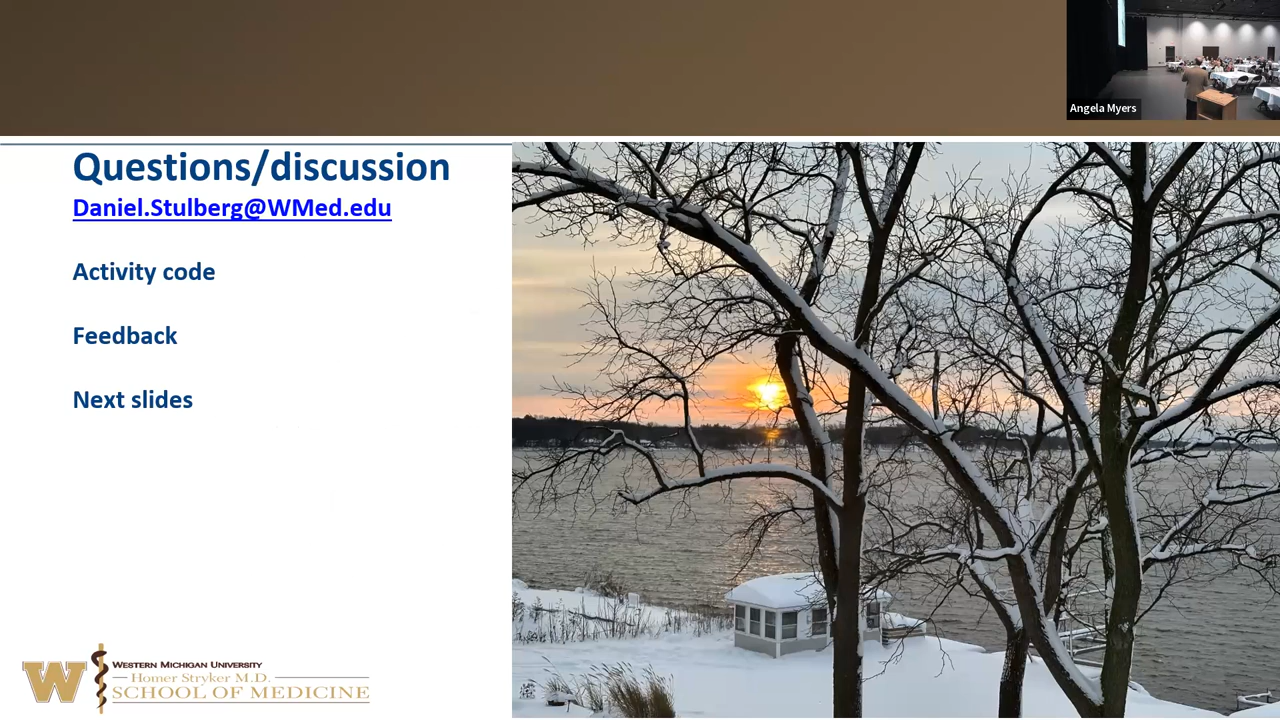 Angela Myers
Questions/discussion
Daniel.Stulberg@WMed.edu
Activity code
Feedback
Next slides
W
WESTERN MICHIGAN UNIVERSITY
Homer Stryker M.D.
SCHOOL OF MEDICINE